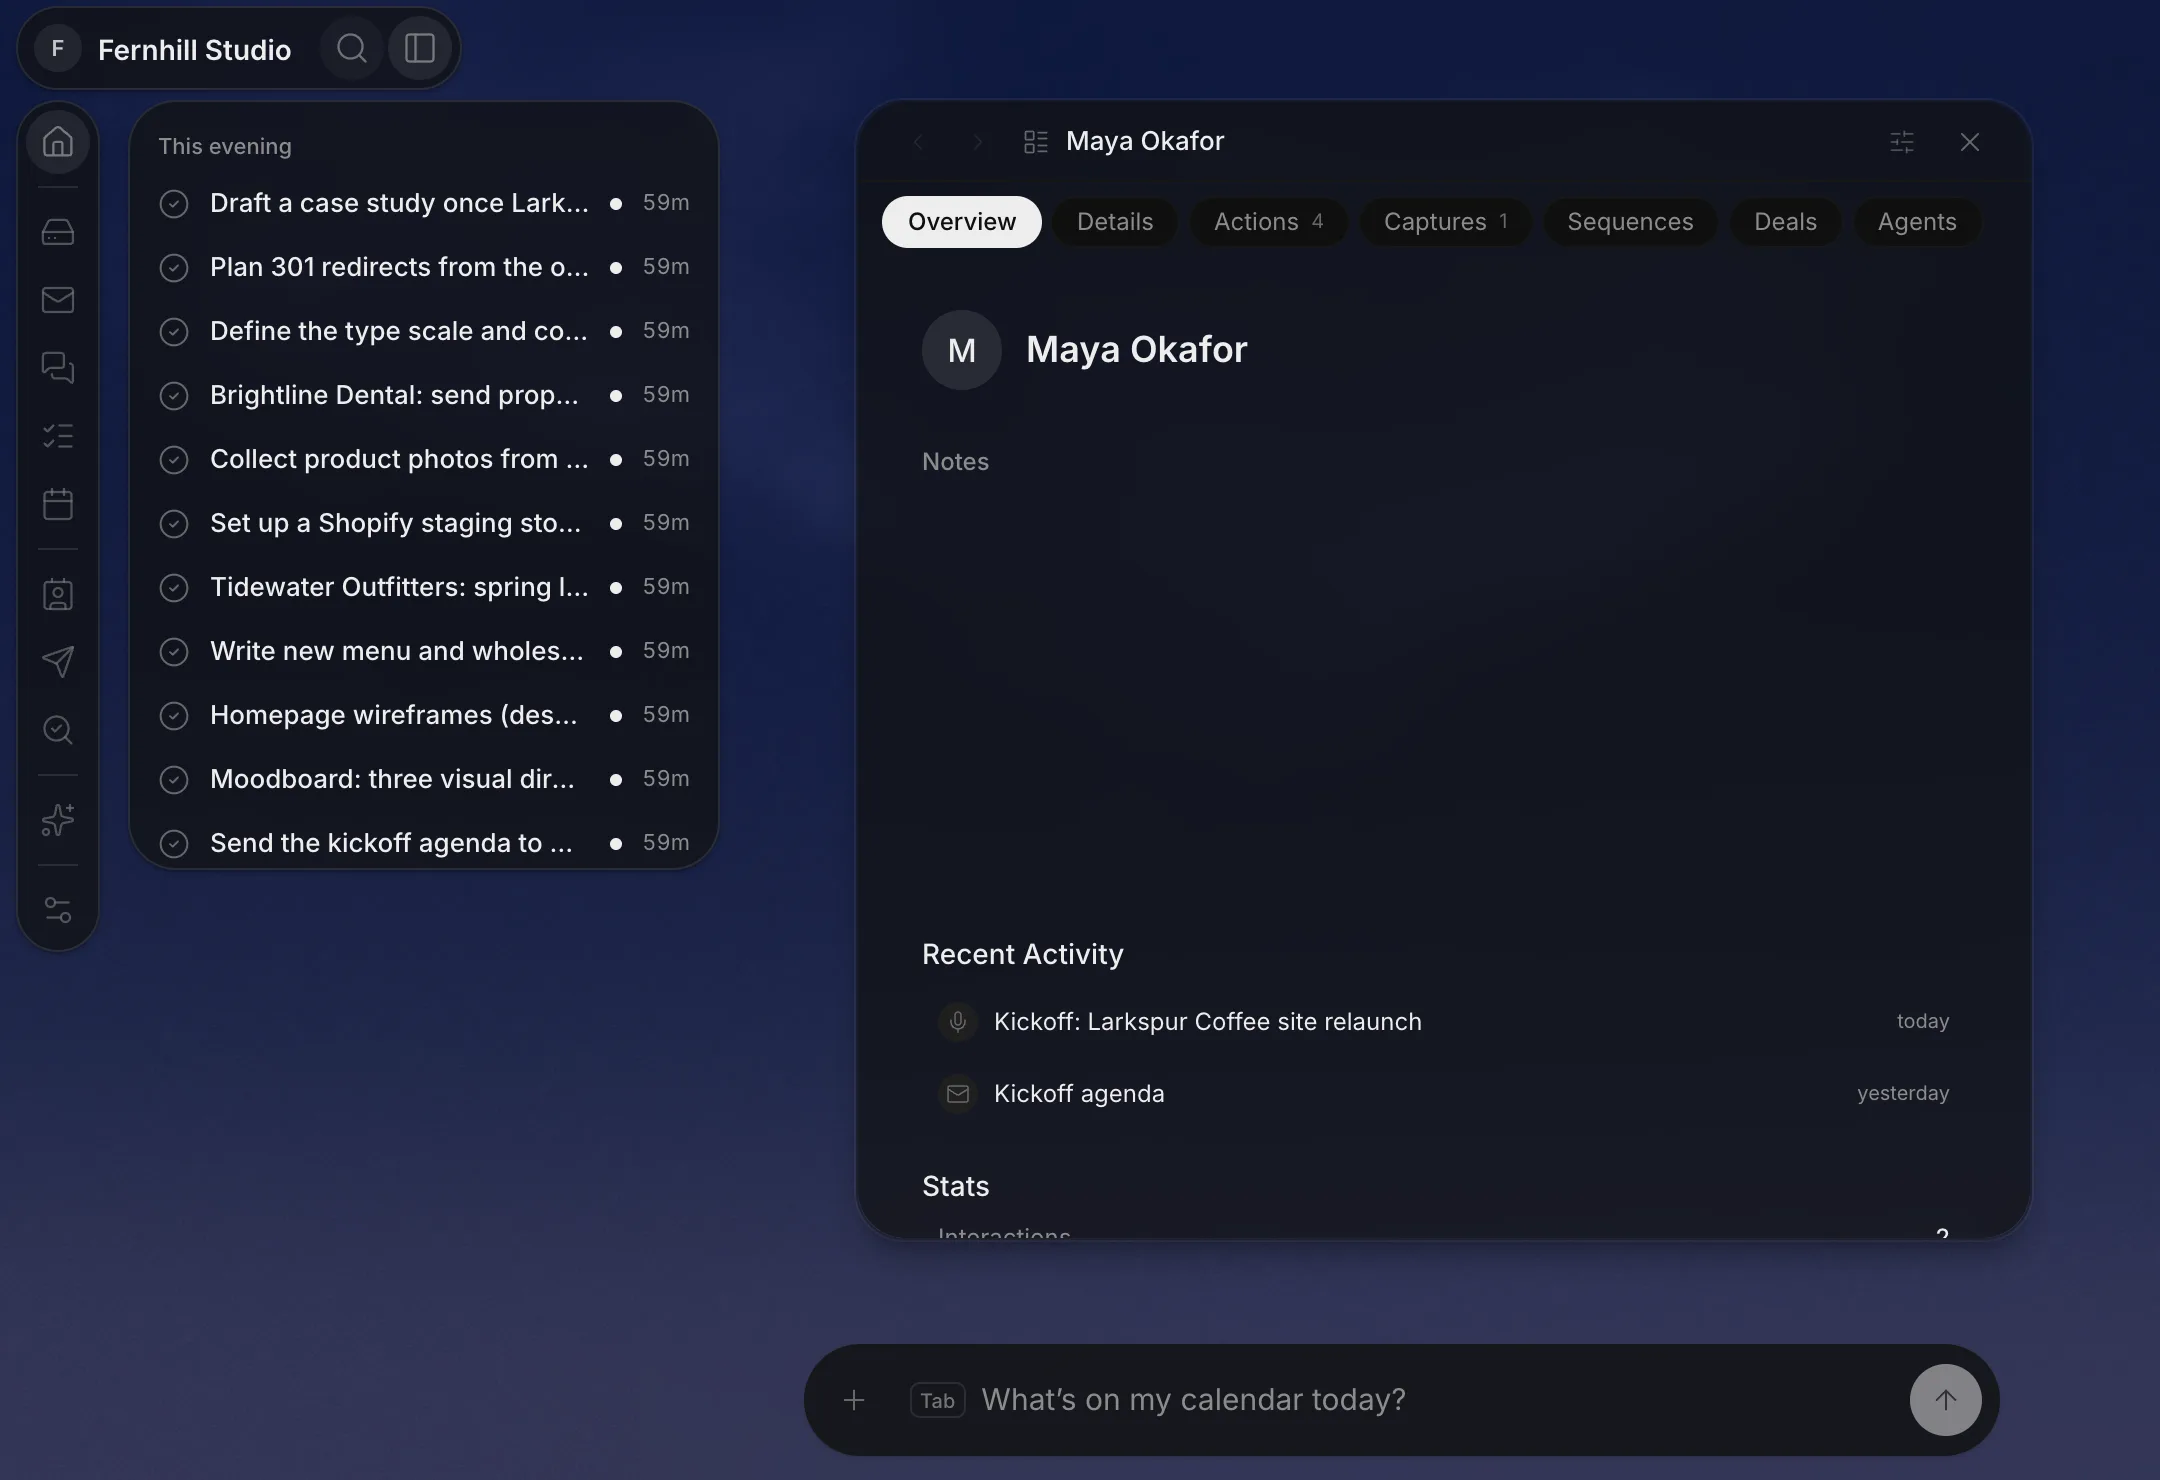 F Fernhill Studio
This evening
Draft a case study once Lark... 59m
Plan 301 redirects from the o... 59m
Define the type scale and co... 59m
Brightline Dental: send prop... 59m
Collect product photos from ... 59m
Set up a Shopify staging sto... 59m
Tidewater Outfitters: spring l... 59m
Write new menu and wholes... 59m
Homepage wireframes (des... 59m
Moodboard: three visual dir... 59m
Send the kickoff agenda to ... 59m
Maya Okafor
Overview Details Actions 4 Captures 1 Sequences Deals Agents
M Maya Okafor
Notes
Recent Activity
Kickoff: Larkspur Coffee site relaunch today
Kickoff agenda yesterday
Stats
Interactions 2
Tab What’s on my calendar today?